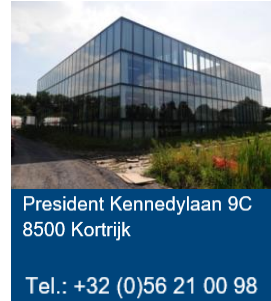 President Kennedylaan 9C
8500 Kortrijk
Tel.: +32 (0)56 21 00 98